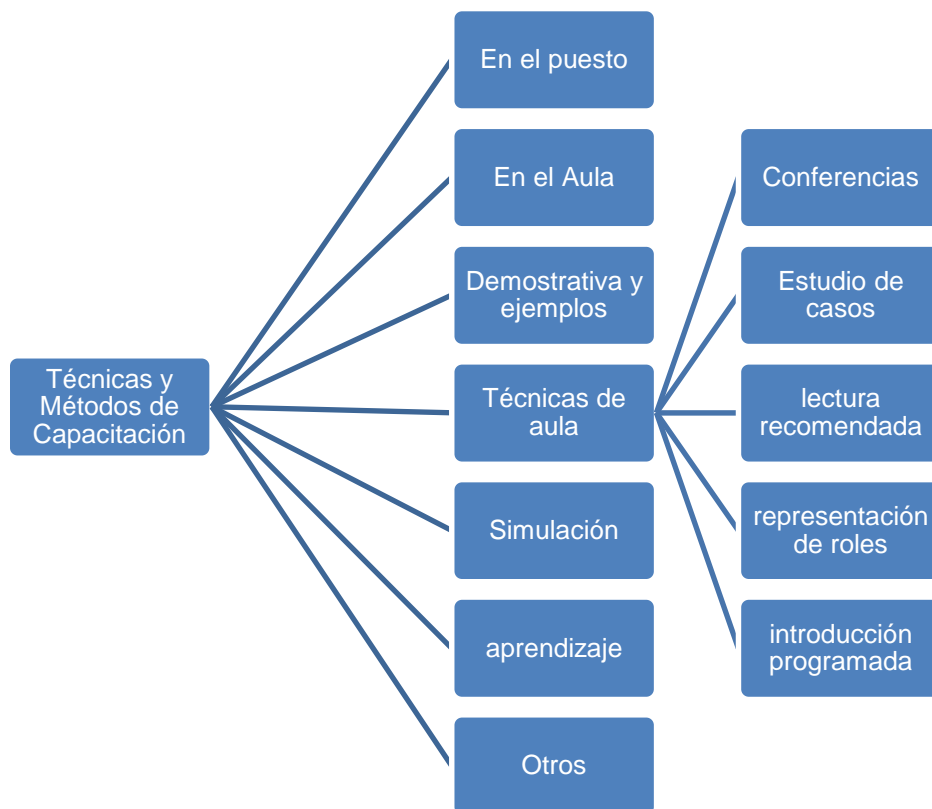 Técnicas y
Métodos de
Capacitación
En el puesto
En el Aula
Demostrativa y
ejemplos
Técnicas de
aula
Simulación
aprendizaje
Otros
Conferencias
Estudio de
casos
lectura
recomendada
representación
de roles
introducción
programada